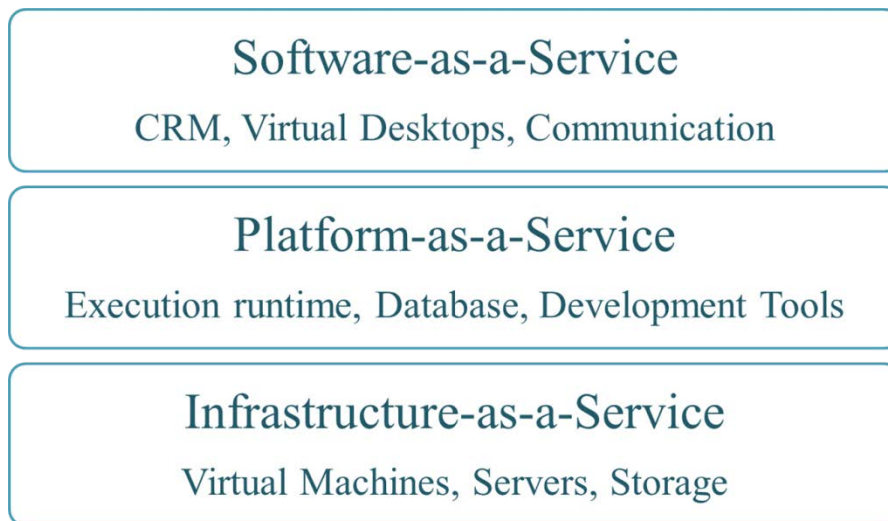 Software-as-a-Service
CRM, Virtual Desktops, Communication
Platform-as-a-Service
Execution runtime, Database, Development Tools
Infrastructure-as-a-Service
Virtual Machines, Servers, Storage